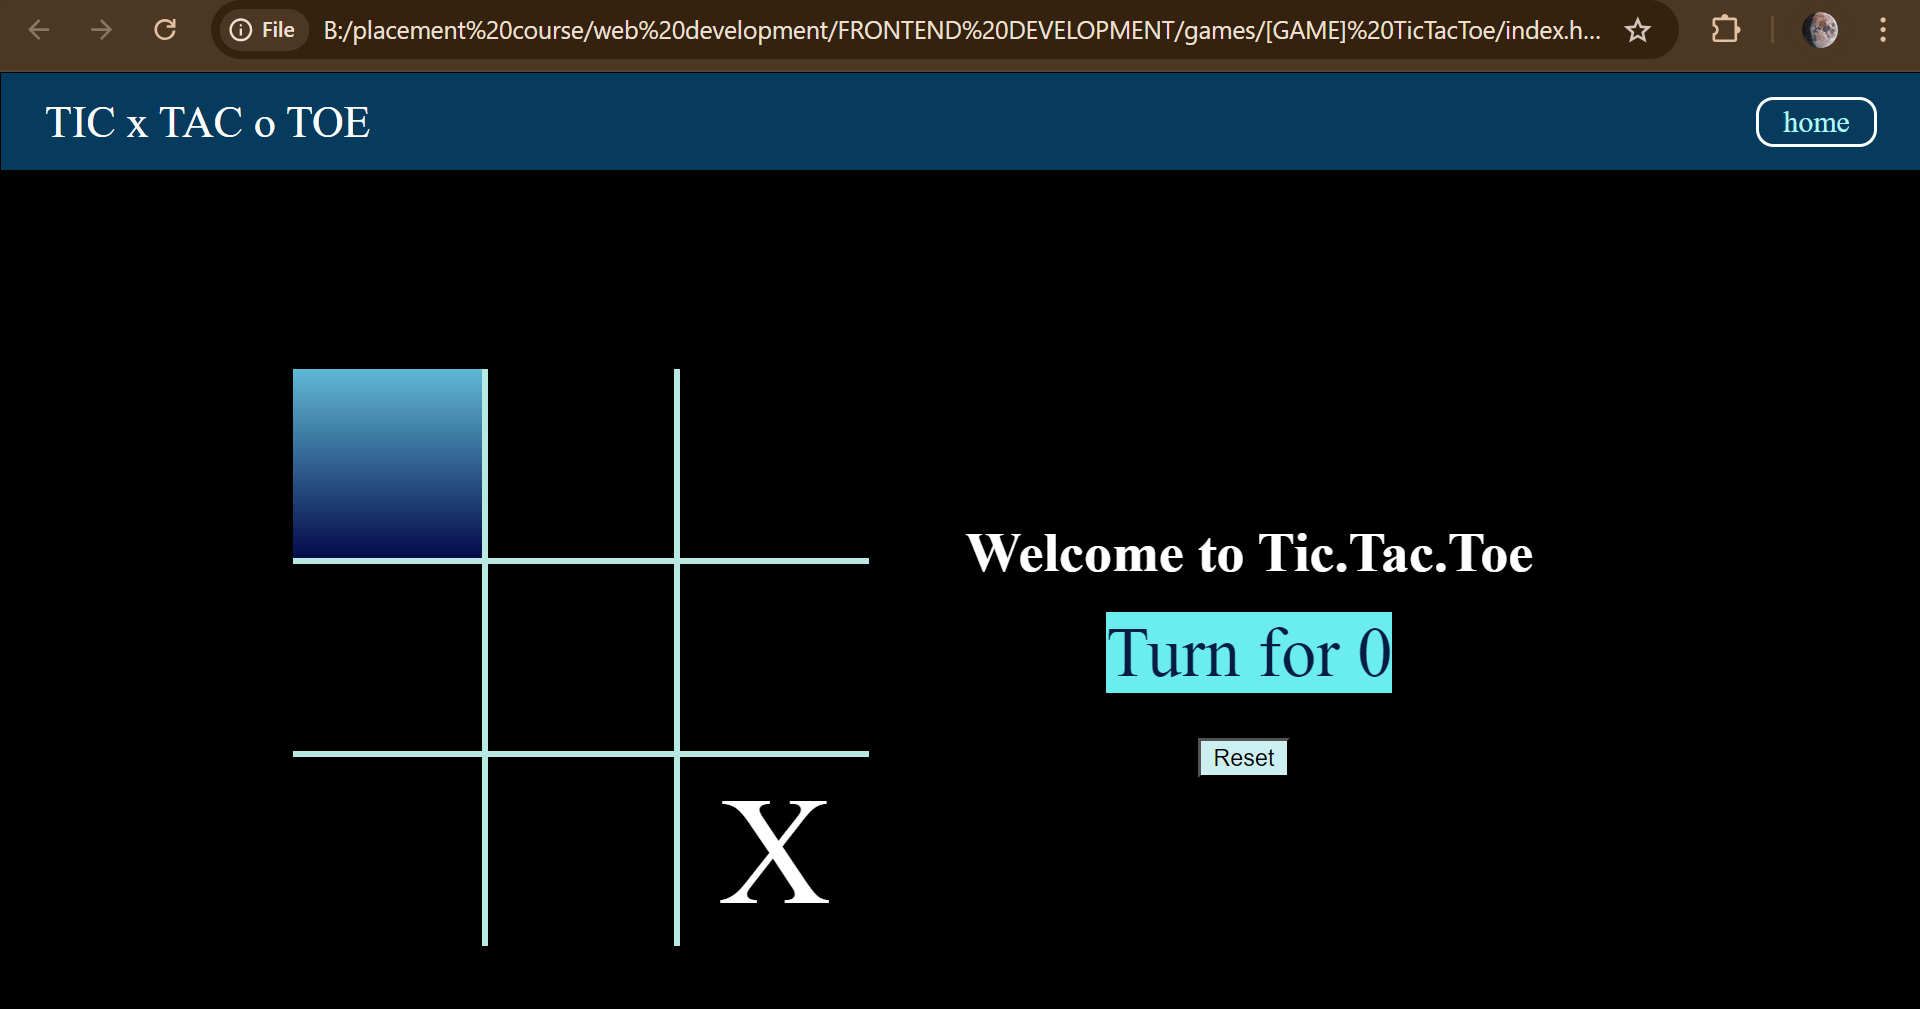 File B:/placement%20course/web%20development/FRONTEND%20DEVELOPMENT/games/[GAME]%20TicTacToe/index.h...
TIC x TAC o TOE
home
Welcome to Tic.Tac.Toe
Turn for 0
Reset
X